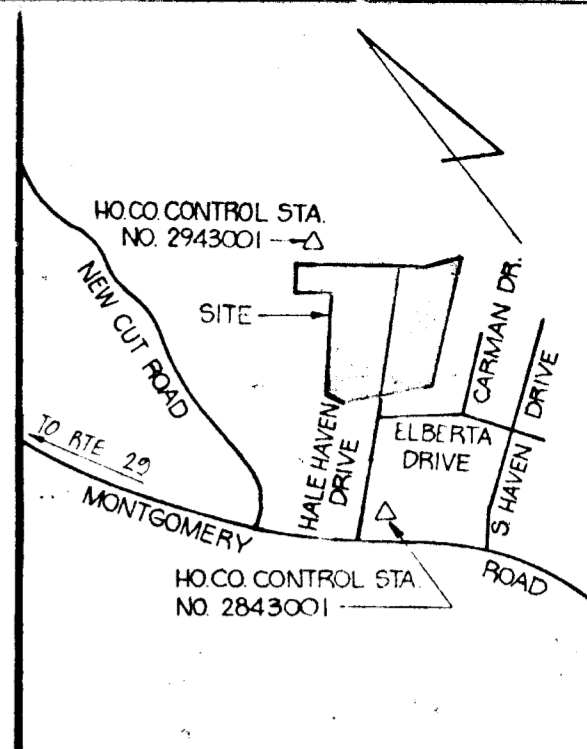 HO.CO. CONTROL STA.
NO. 2943001
NEW CUT ROAD
SITE
CARMAN DR.
HALE HAVEN
DRIVE
ELBERTA
DRIVE
S. HAVEN DRIVE
TO RTE 29
MONTGOMERY ROAD
HO.CO. CONTROL STA.
NO. 2843001